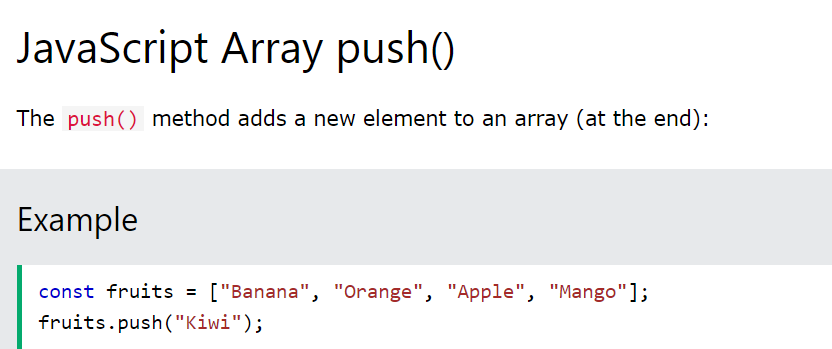 JavaScript Array push()
The push() method adds a new element to an array (at the end):
Example
const fruits = ["Banana", "Orange", "Apple", "Mango"];
fruits.push("Kiwi");